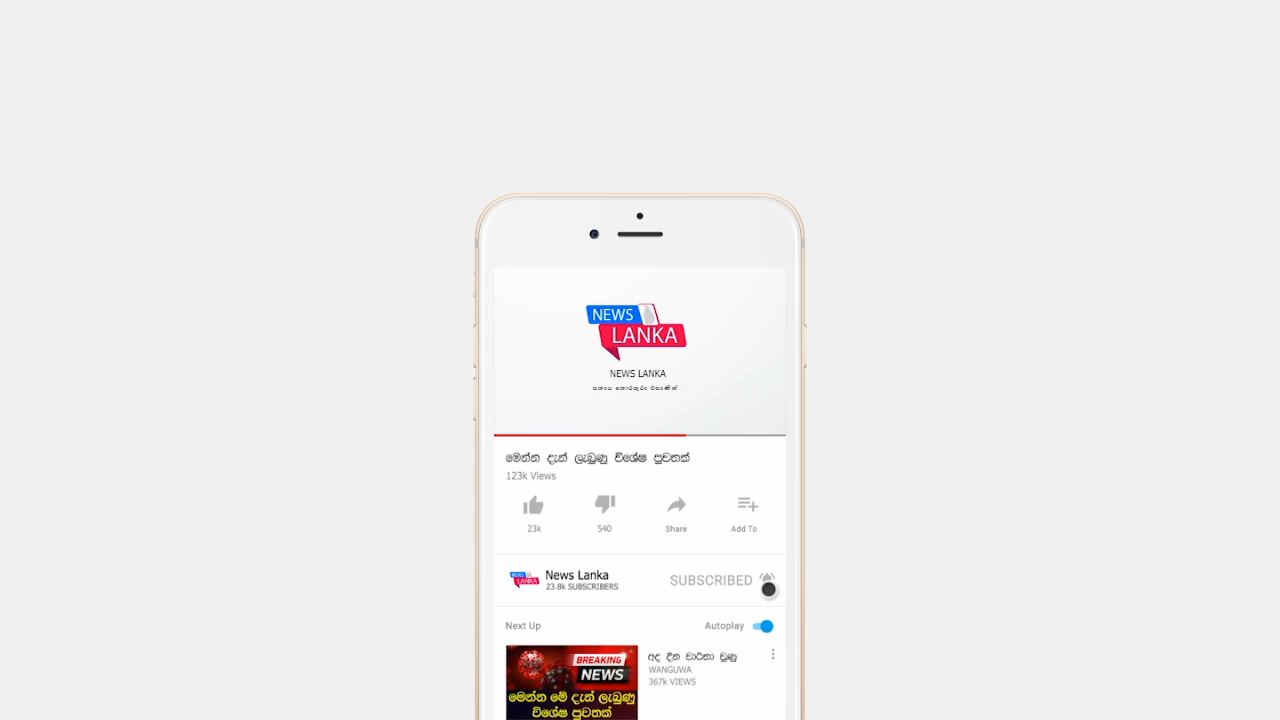 NEWS
LANKA
NEWS LANKA
මෙන්න දැන් ලැබුණු විශේෂ පුවතක්
123k Views
23k 540 Share Add To
News Lanka
23.8k SUBSCRIBERS
SUBSCRIBED
Next Up Autoplay
BREAKING
NEWS
මෙන්න මේ දැන් ලැබුණු
විශේෂ පුවතක්
අද දින වාර්තා වුණු
WANGUWA
367k VIEWS